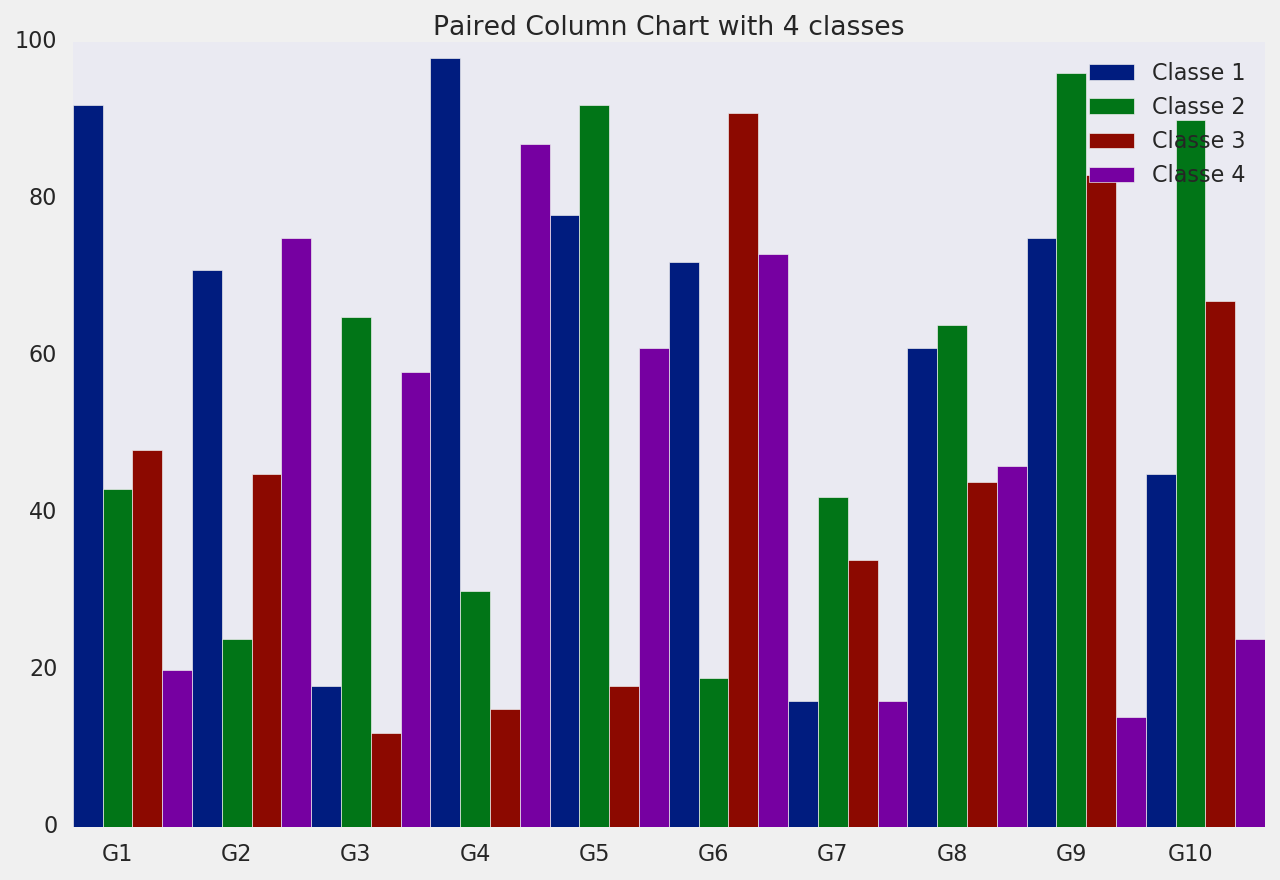 Paired Column Chart with 4 classes
100
80
60
40
20
0
Classe 1
Classe 2
Classe 3
Classe 4
G1 G2 G3 G4 G5 G6 G7 G8 G9 G10